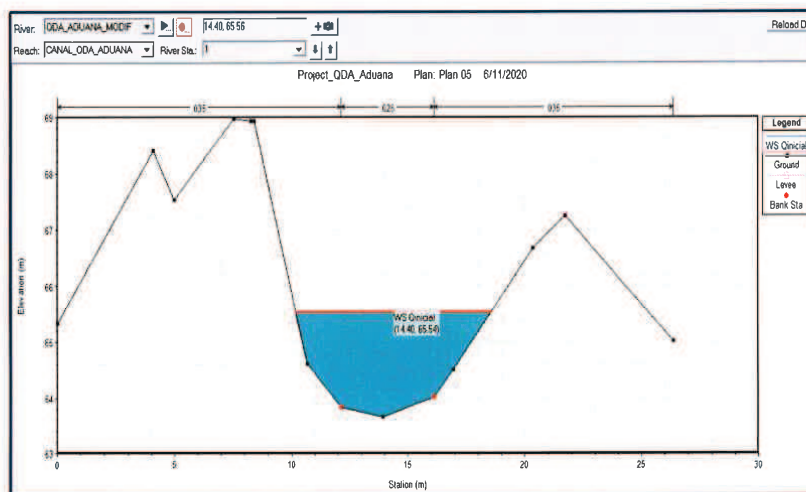 River: QDA_ADUANA_MODIF 14.40, 65.56 Reload D
Reach: CANAL_QDA_ADUANA River Sta.: 1
Project_QDA_Aduana Plan: Plan 05 6/11/2020
.035 .025 .035
Legend
WS Qinicial
Ground
Levee
Bank Sta
Elevation (m)
69
68
67
66
65
64
63
WS Qinicial
(14.40, 65.54)
0 5 10 15 20 25 30
Station (m)